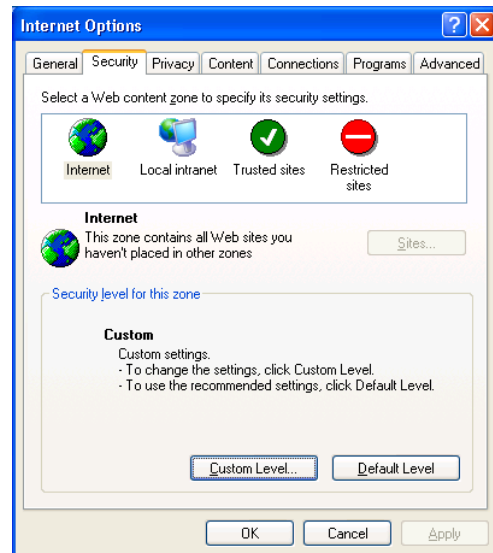 Internet Options
General Security Privacy Content Connections Programs Advanced
Select a Web content zone to specify its security settings.
Internet Local intranet Trusted sites Restricted
sites
Internet
This zone contains all Web sites you
haven't placed in other zones
Sites...
Security level for this zone
Custom
Custom settings.
- To change the settings, click Custom Level.
- To use the recommended settings, click Default Level.
Custom Level... Default Level
OK Cancel Apply